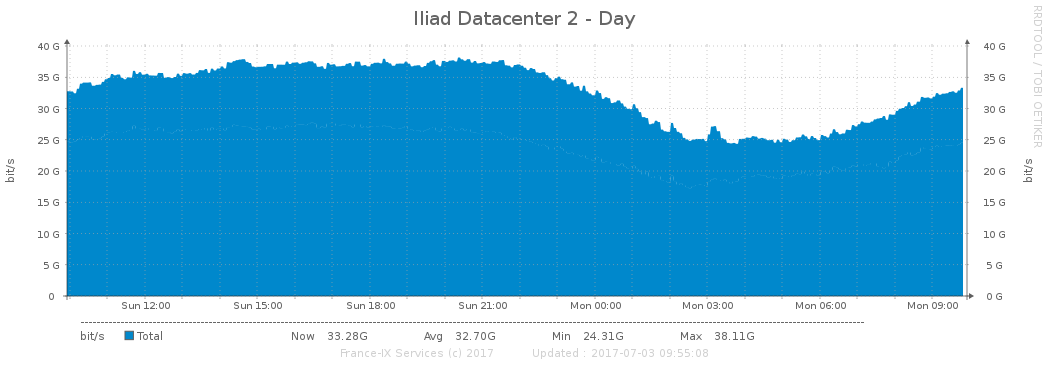 Iliad Datacenter 2 - Day
RRDTOOL / TOBI OETIKER
40 G 40 G
35 G 35 G
30 G 30 G
25 G 25 G
20 G 20 G
15 G 15 G
10 G 10 G
5 G 5 G
0 0 G
bit/s
bit/s
Sun 12:00 Sun 15:00 Sun 18:00 Sun 21:00 Mon 00:00 Mon 03:00 Mon 06:00 Mon 09:00
bit/s Total Now 33.28G Avg 32.70G Min 24.31G Max 38.11G
France-IX Services (c) 2017 Updated : 2017-07-03 09:55:08